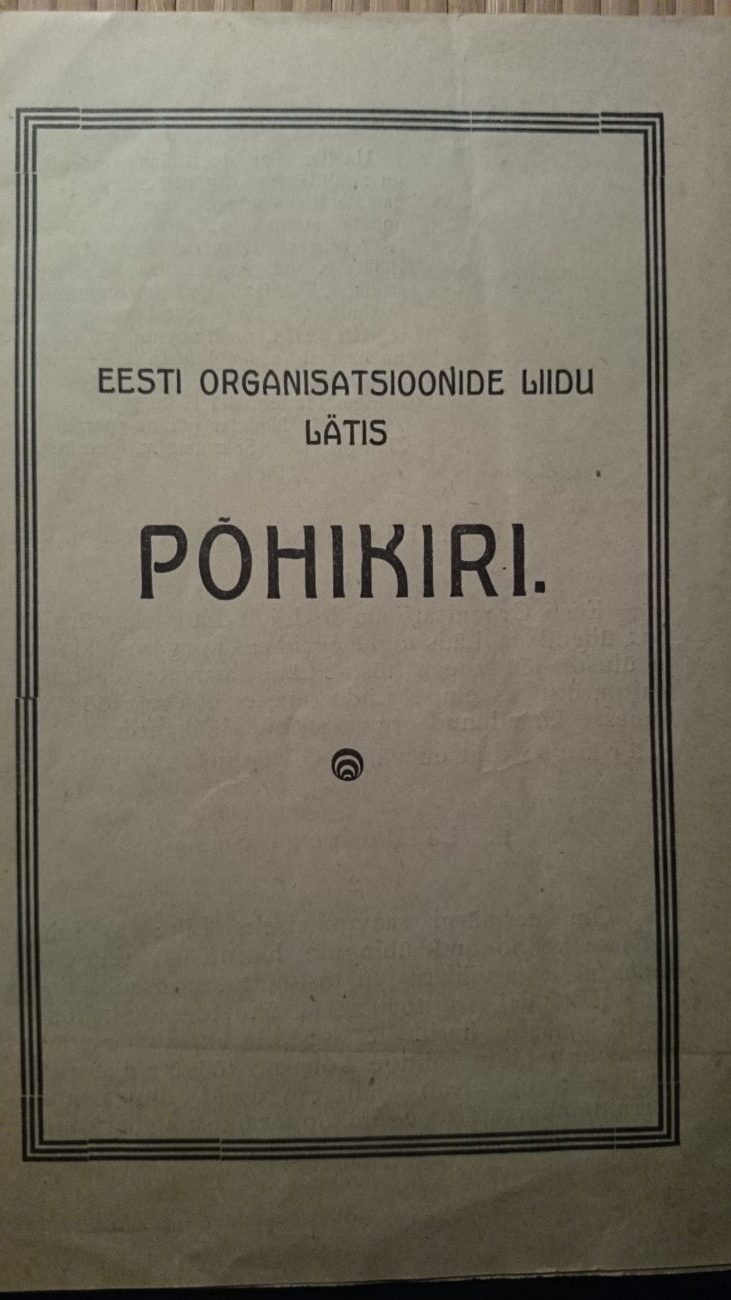 EESTI ORGANISATSIOONIDE LIIDU
LÄTIS
PÕHIKIRI.